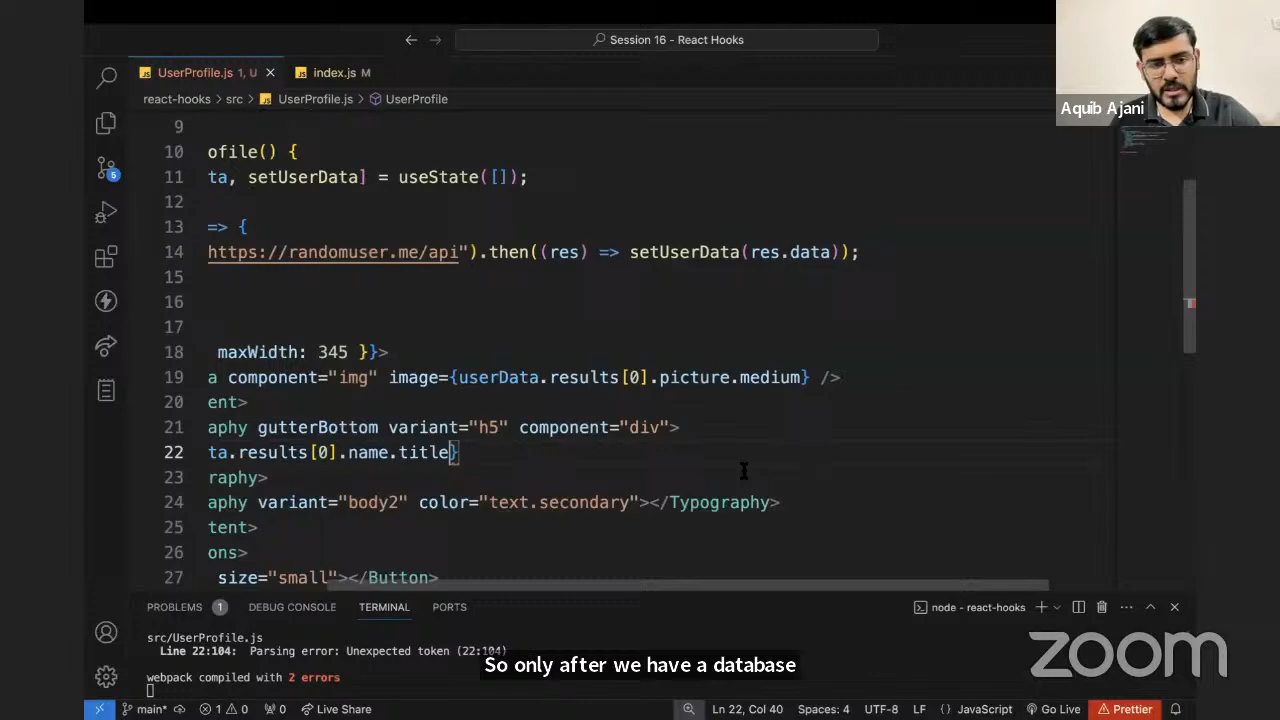 Session 16 - React Hooks
Aquib Ajani
UserProfile.js 1, U
index.js M
react-hooks > src > UserProfile.js > UserProfile
9
10 ofile() {
11 ta, setUserData] = useState([]);
12
13 => {
14 https://randomuser.me/api").then((res) => setUserData(res.data));
15
16
17
18 maxWidth: 345 }}>
19 a component="img" image={userData.results[0].picture.medium} />
20 ent>
21 aphy gutterBottom variant="h5" component="div">
22 ta.results[0].name.title}
23 raphy>
24 aphy variant="body2" color="text.secondary"></Typography>
25 tent>
26 ons>
27 size="small"></Button>
5
PROBLEMS 1 DEBUG CONSOLE TERMINAL PORTS node - react-hooks
src/UserProfile.js
Line 22:104: Parsing error: Unexpected token (22:104)
webpack compiled with 2 errors
So only after we have a database
zoom
main* 1 0 0 Live Share Ln 22, Col 40 Spaces: 4 UTF-8 LF {} JavaScript Go Live Prettier